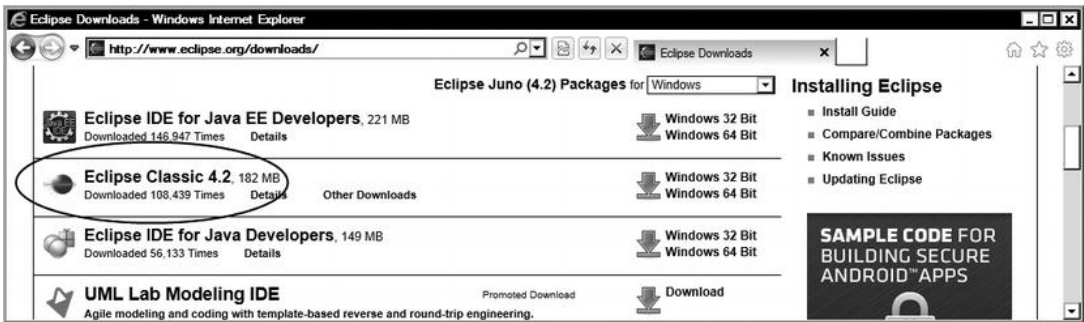 Eclipse Downloads - Windows Internet Explorer
http://www.eclipse.org/downloads/
Eclipse Downloads
Eclipse Juno (4.2) Packages for Windows
Eclipse IDE for Java EE Developers, 221 MB
Downloaded 146,947 Times Details
Windows 32 Bit
Windows 64 Bit
Eclipse Classic 4.2, 182 MB
Downloaded 108,439 Times Details Other Downloads
Windows 32 Bit
Windows 64 Bit
Eclipse IDE for Java Developers, 149 MB
Downloaded 56,133 Times Details
Windows 32 Bit
Windows 64 Bit
UML Lab Modeling IDE
Promoted Download
Download
Agile modeling and coding with template-based reverse and round-trip engineering.
Installing Eclipse
Install Guide
Compare/Combine Packages
Known Issues
Updating Eclipse
SAMPLE CODE FOR
BUILDING SECURE
ANDROID™APPS